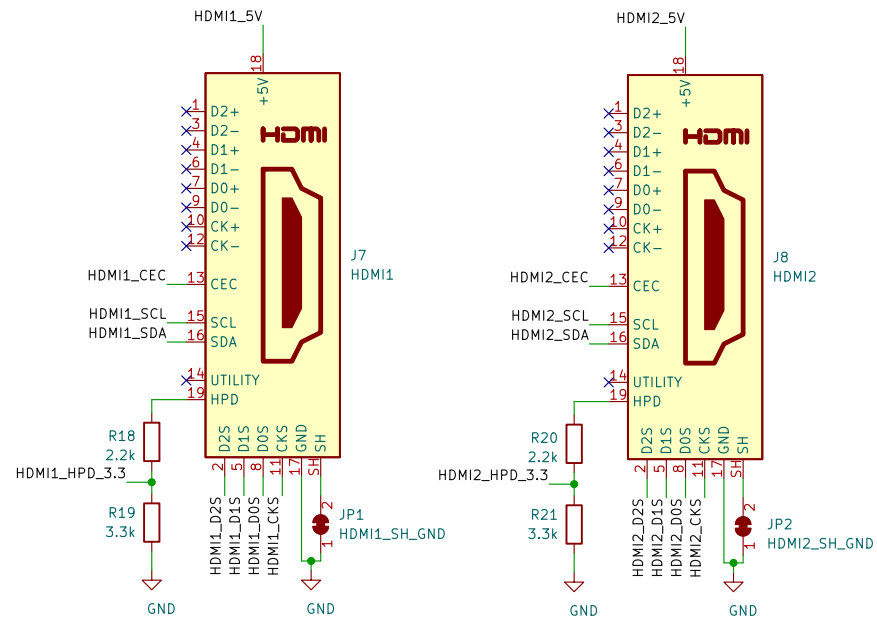 HDMI1_5V
18
+5V
1 D2+
3 D2-
4 D1+
6 D1-
7 D0+
9 D0-
10 CK+
12 CK-
HDMI
J7
HDMI1
HDMI1_CEC 13 CEC
HDMI1_SCL 15 SCL
HDMI1_SDA 16 SDA
14 UTILITY
19 HPD
D2S D1S D0S CKS GND SH
2 5 8 11 17 SH
R18
2.2k
HDMI1_HPD_3.3
R19
3.3k
HDMI1_D2S
HDMI1_D1S
HDMI1_D0S
HDMI1_CKS
2
JP1
HDMI1_SH_GND
1
GND
GND
HDMI2_5V
18
+5V
1 D2+
3 D2-
4 D1+
6 D1-
7 D0+
9 D0-
10 CK+
12 CK-
HDMI
J8
HDMI2
HDMI2_CEC 13 CEC
HDMI2_SCL 15 SCL
HDMI2_SDA 16 SDA
14 UTILITY
19 HPD
D2S D1S D0S CKS GND SH
2 5 8 11 17 SH
R20
2.2k
HDMI2_HPD_3.3
R21
3.3k
HDMI2_D2S
HDMI2_D1S
HDMI2_D0S
HDMI2_CKS
2
JP2
HDMI2_SH_GND
1
GND
GND